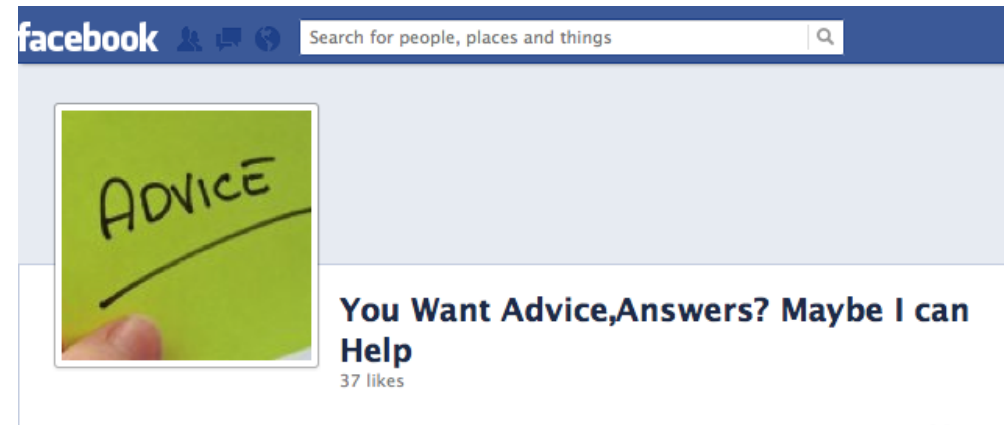 facebook
Search for people, places and things
ADVICE
You Want Advice,Answers? Maybe I can
Help
37 likes